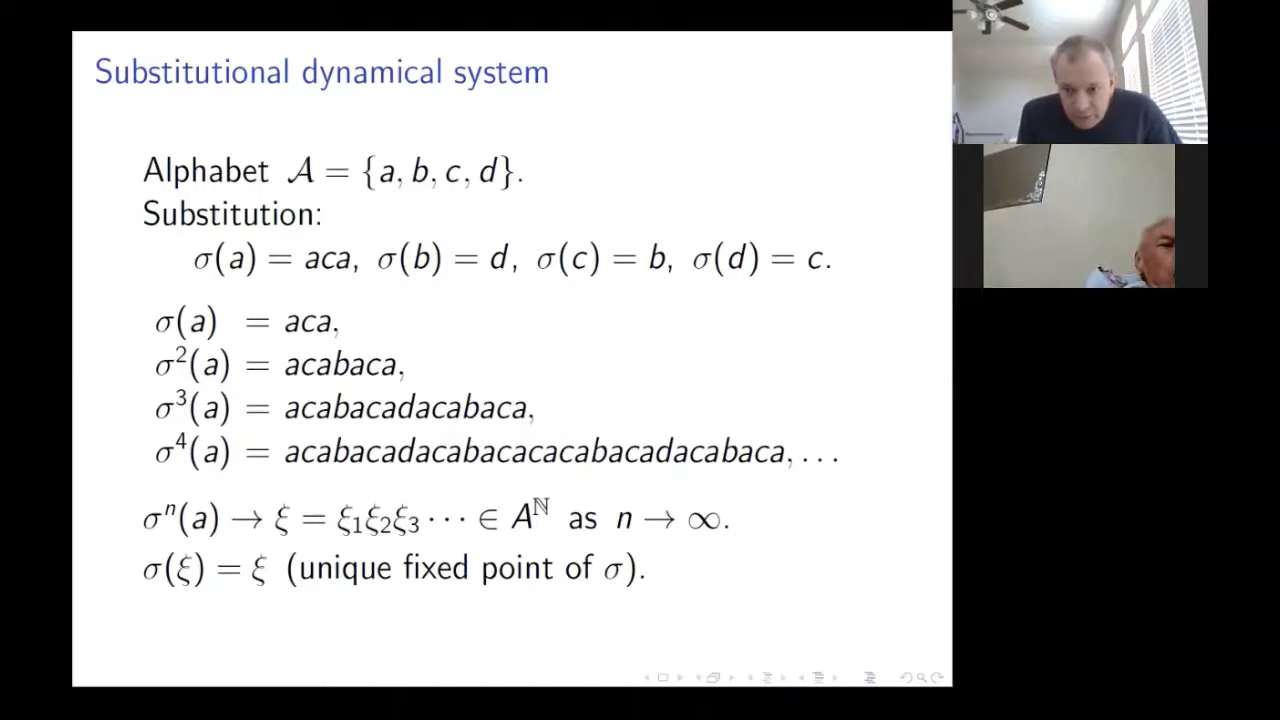 Substitutional dynamical system
Alphabet 𝒜 = {a, b, c, d}.
Substitution:
σ(a) = aca, σ(b) = d, σ(c) = b, σ(d) = c.
σ(a) = aca,
σ²(a) = acabaca,
σ³(a) = acabacadacabaca,
σ⁴(a) = acabacadacabacacacabacadacabaca, . . .
σⁿ(a) → ξ = ξ₁ξ₂ξ₃ · · · ∈ A^ℕ as n → ∞.
σ(ξ) = ξ (unique fixed point of σ).